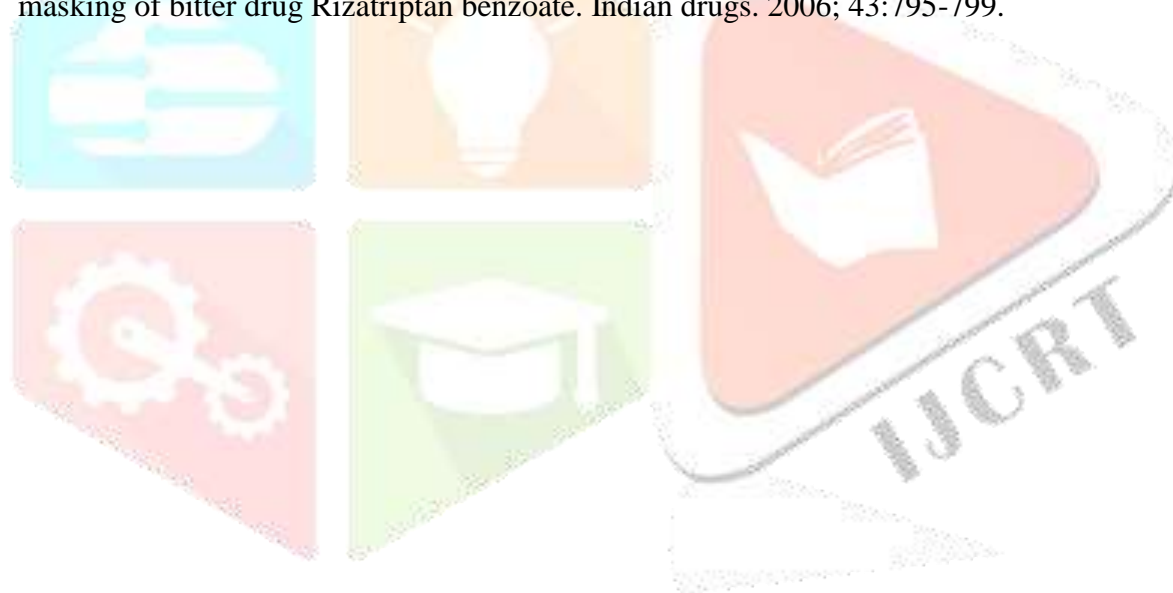 masking of bitter drug Rizatriptan benzoate. Indian drugs. 2006; 43:795-799.
IJCRT